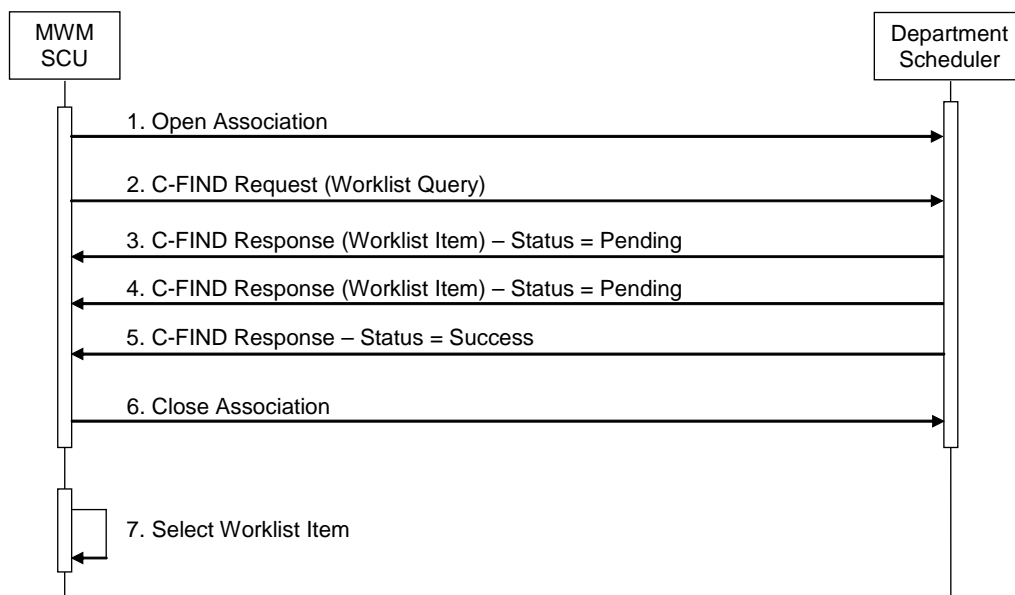 MWM
SCU
Department
Scheduler
1. Open Association
2. C-FIND Request (Worklist Query)
3. C-FIND Response (Worklist Item) – Status = Pending
4. C-FIND Response (Worklist Item) – Status = Pending
5. C-FIND Response – Status = Success
6. Close Association
7. Select Worklist Item